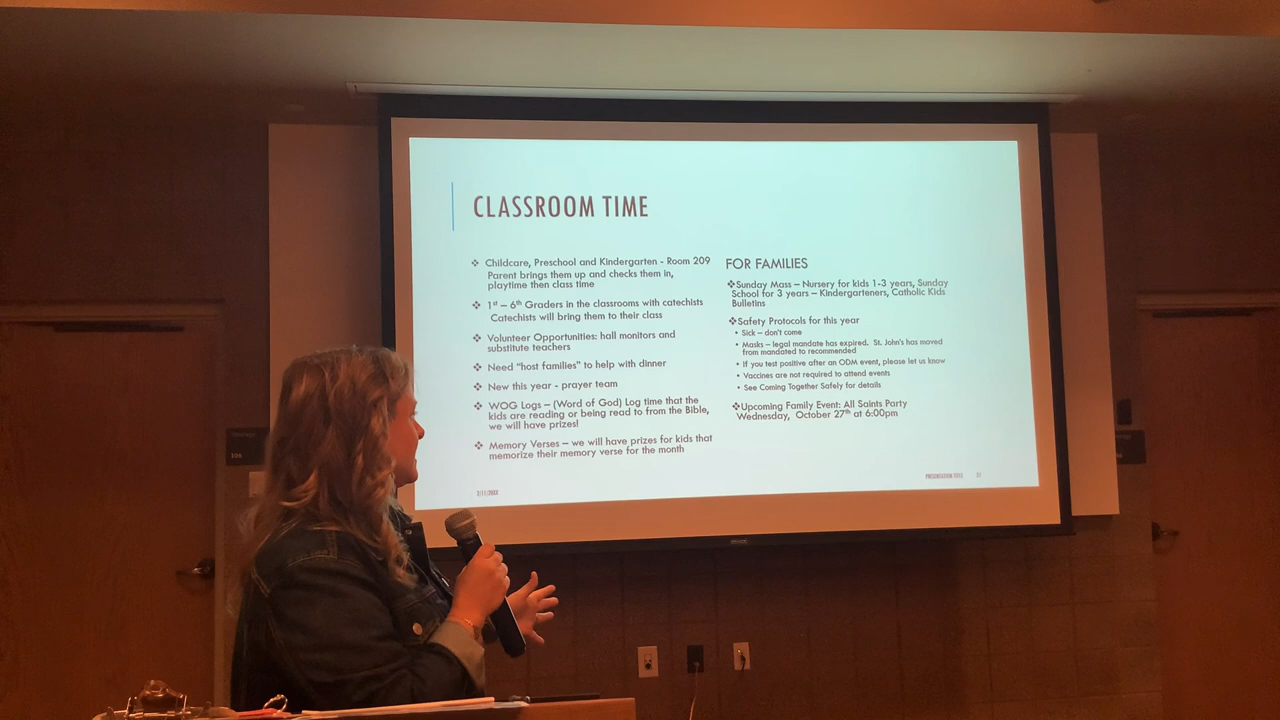 CLASSROOM TIME
❖ Childcare, Preschool and Kindergarten - Room 209
Parent brings them up and checks them in,
playtime then class time
❖ 1st – 6th Graders in the classrooms with catechists
Catechists will bring them to their class
❖ Volunteer Opportunities: hall monitors and
substitute teachers
❖ Need "host families" to help with dinner
❖ New this year - prayer team
❖ WOG Logs – (Word of God) Log time that the
kids are reading or being read to from the Bible,
we will have prizes!
❖ Memory Verses – we will have prizes for kids that
memorize their memory verse for the month
FOR FAMILIES
❖Sunday Mass – Nursery for kids 1-3 years, Sunday
School for 3 years – Kindergarteners, Catholic Kids
Bulletins
❖Safety Protocols for this year
• Sick – don't come
• Masks – legal mandate has expired. St. John's has moved
from mandated to recommended
• If you test positive after an ODM event, please let us know
• Vaccines are not required to attend events
• See Coming Together Safely for details
❖Upcoming Family Event: All Saints Party
Wednesday, October 27th at 6:00pm
PRESENTATION TITLE